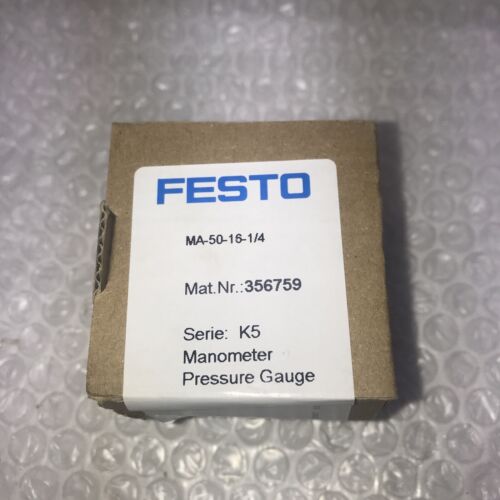 FESTO
MA-50-16-1/4
Mat.Nr.:356759
Serie: K5
Manometer
Pressure Gauge